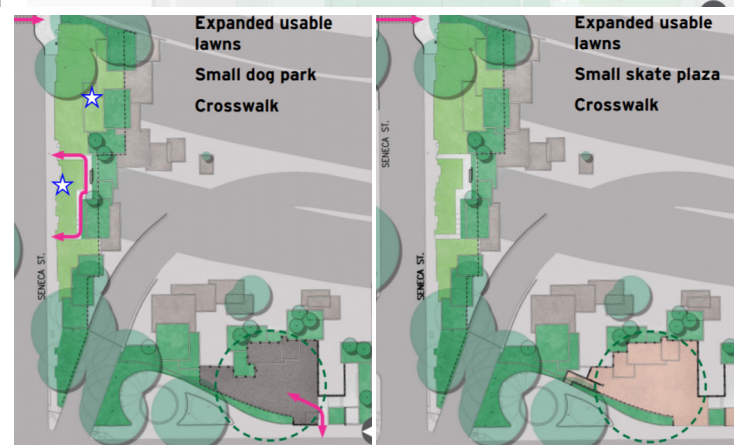 Expanded usable
lawns
Small dog park
Crosswalk
SENECA ST.
Expanded usable
lawns
Small skate plaza
Crosswalk
SENECA ST.
SENECA ST.